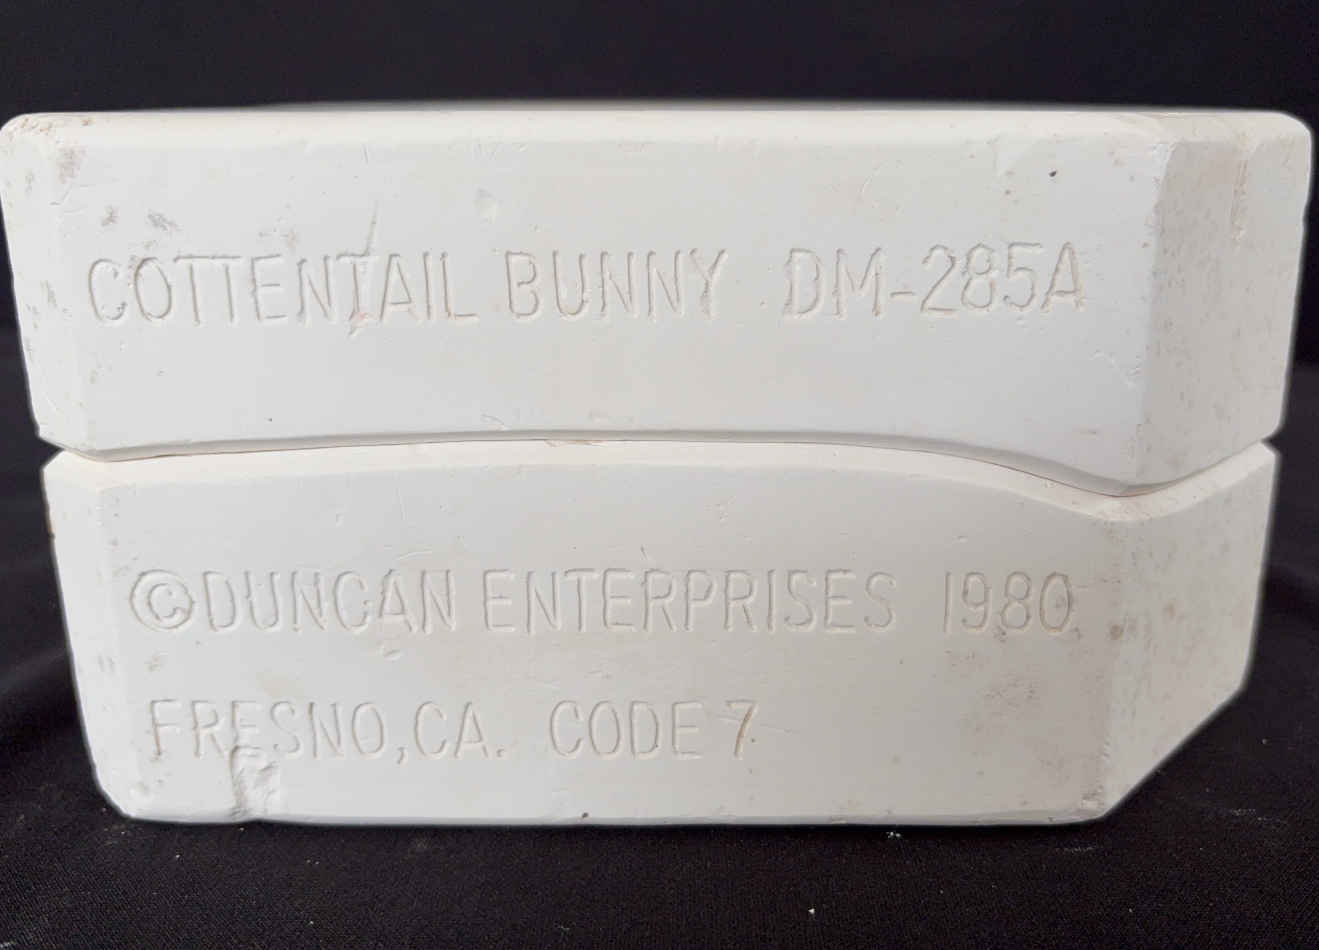 COTTENTAIL BUNNY DM-285A
©DUNCAN ENTERPRISES 1980
FRESNO,CA. CODE 7